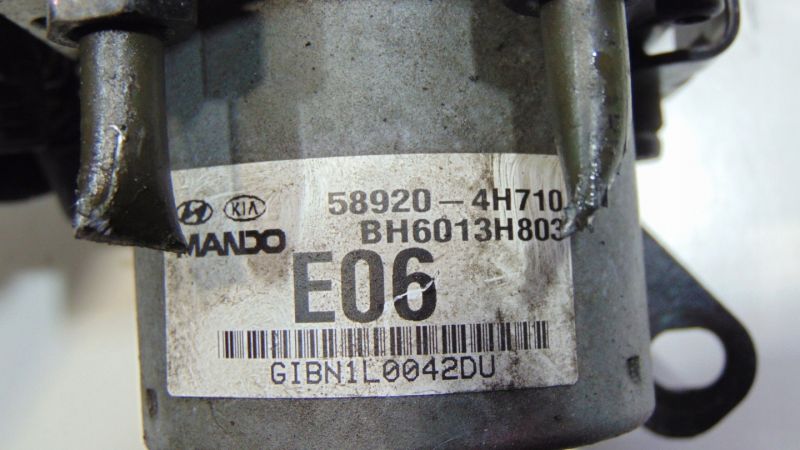 KIA 58920-4H710
MANDO BH6013H803
E06
GIBN1L0042DU